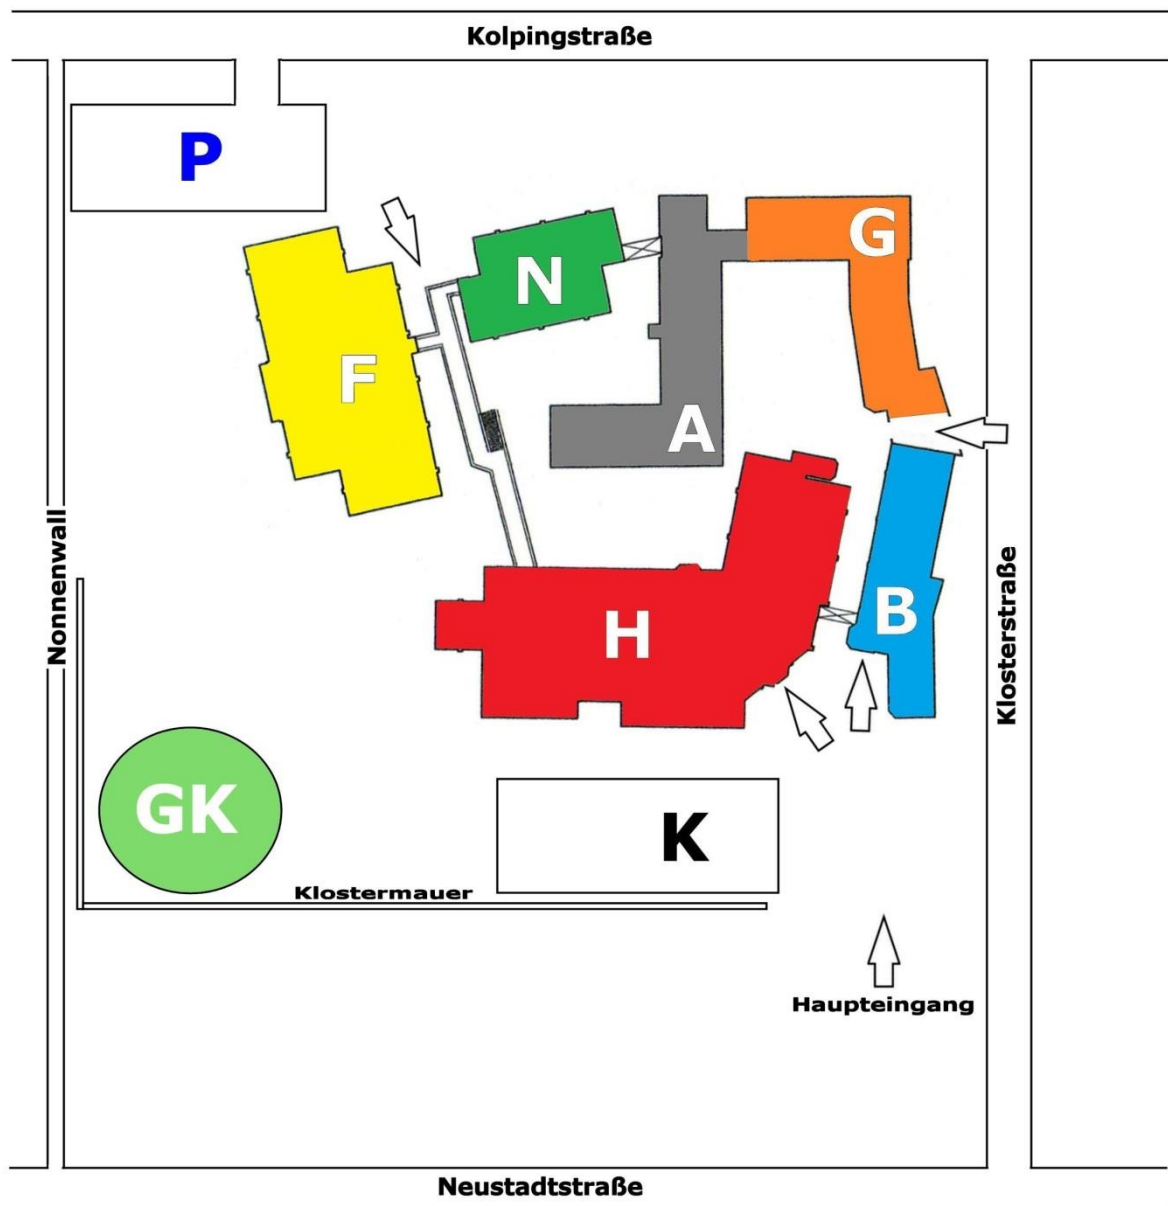 Kolpingstraße
P
G
N
F
A
Nonnenwall
Klosterstraße
B
H
GK
K
Klostermauer
Haupteingang
Neustadtstraße